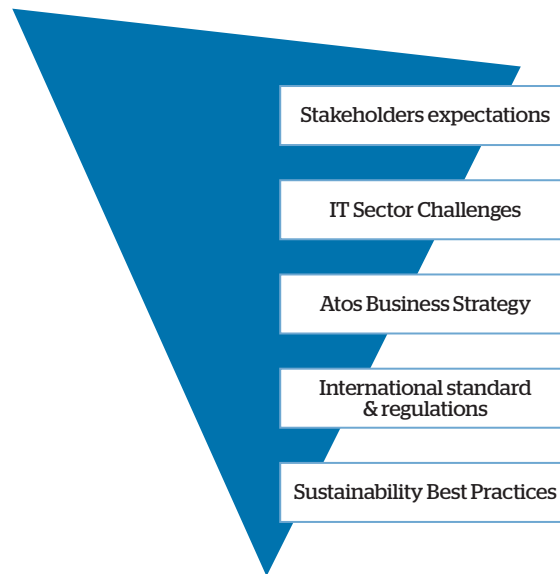 Stakeholders expectations
IT Sector Challenges
Atos Business Strategy
International standard
& regulations
Sustainability Best Practices